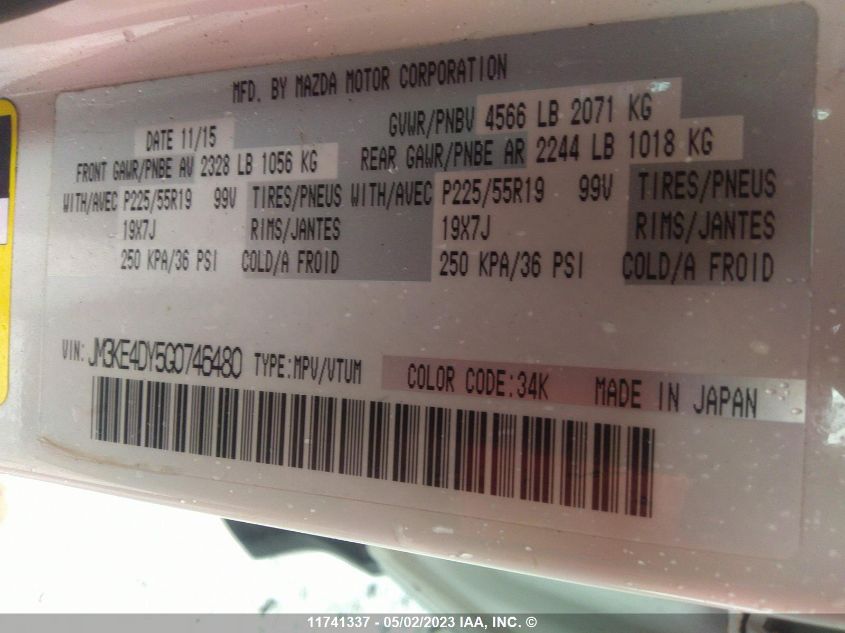 MFD. BY MAZDA MOTOR CORPORATION
DATE 11/15 GVWR/PNBV 4566 LB 2071 KG
FRONT GAWR/PNBE AV 2328 LB 1056 KG REAR GAWR/PNBE AR 2244 LB 1018 KG
WITH/AVEC P225/55R19 99V TIRES/PNEUS WITH/AVEC P225/55R19 99V TIRES/PNEUS
19X7J RIMS/JANTES 19X7J RIMS/JANTES
250 KPA/36 PSI COLD/A FROID 250 KPA/36 PSI COLD/A FROID
VIN: JM3KE4DY5G0746480 TYPE:MPV/VTUM COLOR CODE:34K MADE IN JAPAN
11741337 - 05/02/2023 IAA, INC. ©